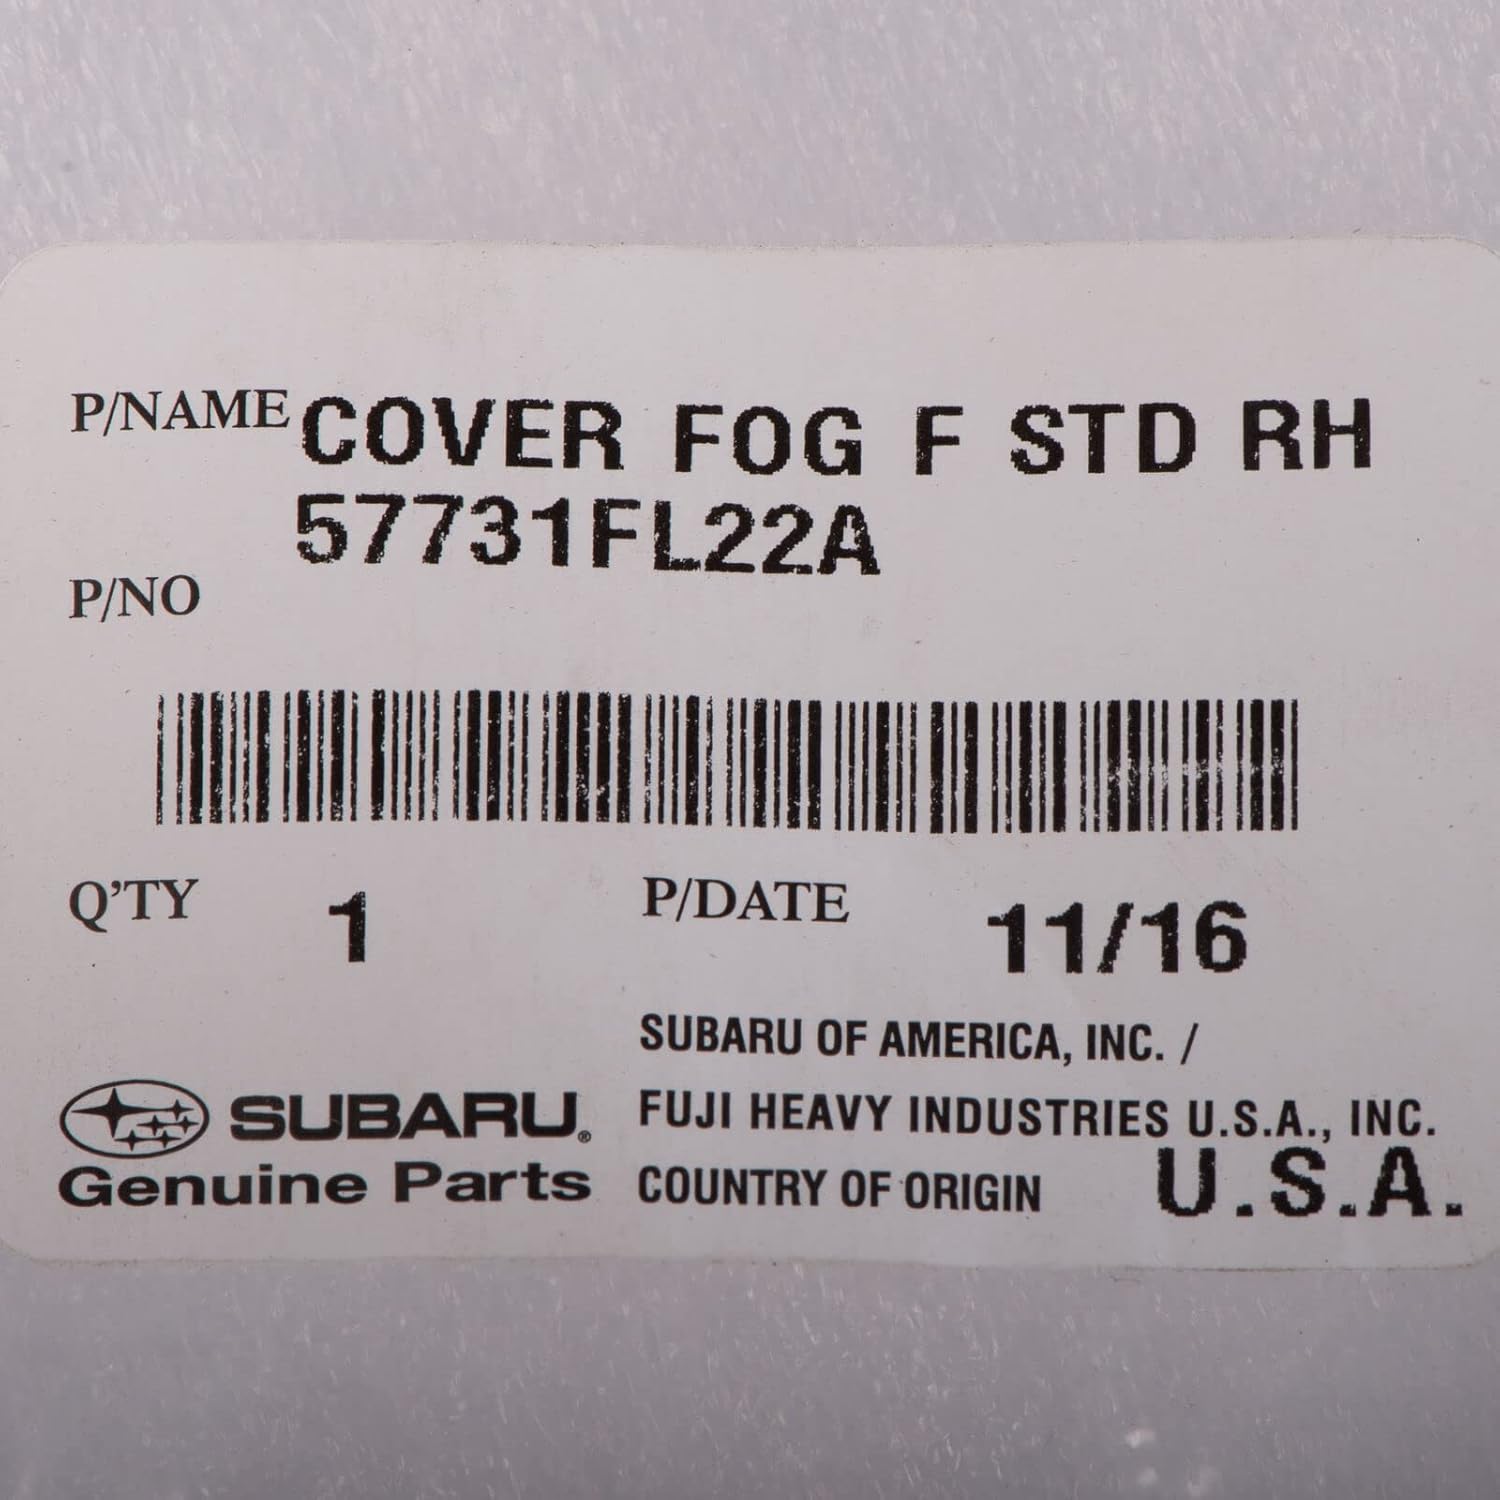 P/NAME COVER FOG F STD RH
57731FL22A
P/NO
Q'TY 1 P/DATE 11/16
SUBARU OF AMERICA, INC. /
SUBARU® FUJI HEAVY INDUSTRIES U.S.A., INC.
Genuine Parts COUNTRY OF ORIGIN U.S.A.